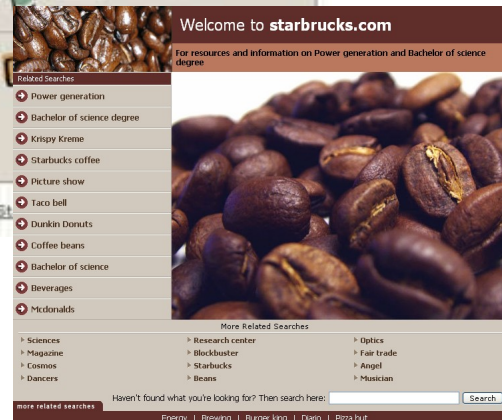 Welcome to starbrucks.com
For resources and information on Power generation and Bachelor of science
degree
Related Searches
Power generation
Bachelor of science degree
Krispy Kreme
Starbucks coffee
Picture show
Taco bell
Dunkin Donuts
Coffee beans
Bachelor of science
Beverages
Mcdonalds
More Related Searches
Sciences
Research center
Optics
Magazine
Blockbuster
Fair trade
Cosmos
Starbucks
Angel
Dancers
Beans
Musician
Haven't found what you're looking for? Then search here:
Search
more related searches
Energy | Brewing | Burger king | Diario | Pizza hut